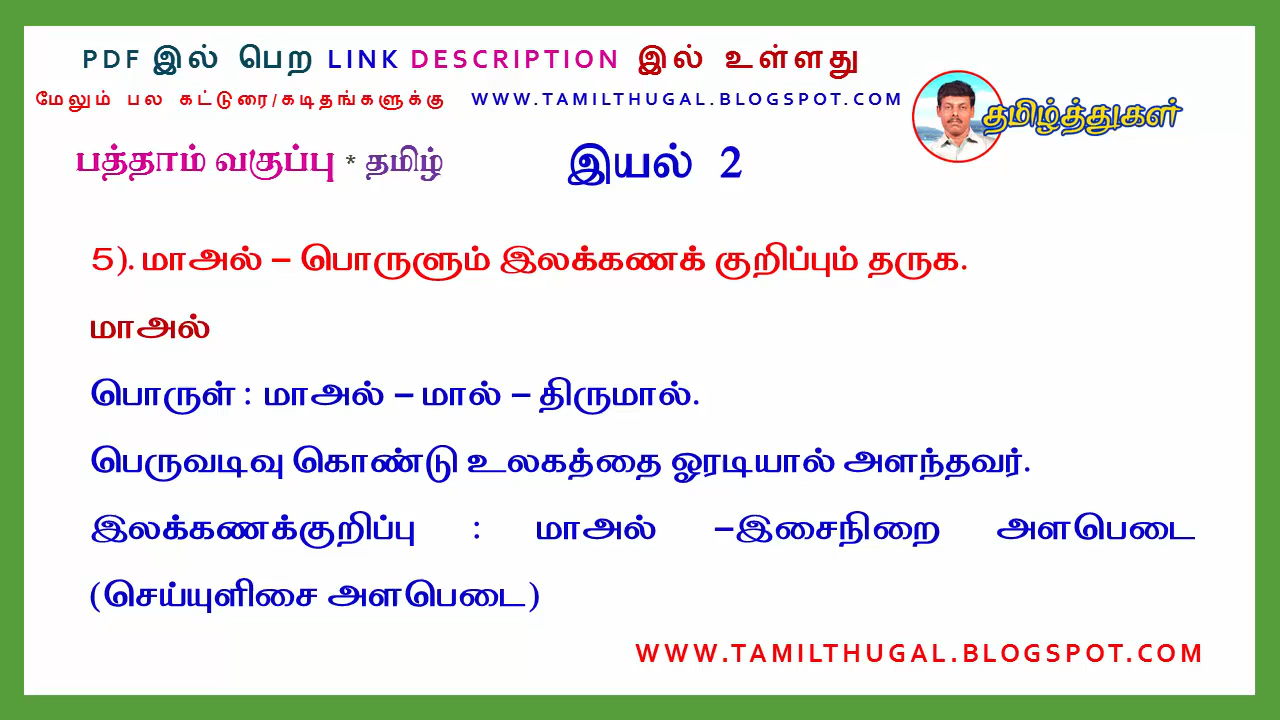 PDF இல் பெற LINK DESCRIPTION இல் உள்ளது
மேலும் பல கட்டுரை/கடிதங்களுக்கு WWW.TAMILTHUGAL.BLOGSPOT.COM
தமிழ்த்துகள்
பத்தாம் வகுப்பு * தமிழ் இயல் 2
5). மாஅல் – பொருளும் இலக்கணக் குறிப்பும் தருக.
மாஅல்
பொருள் : மாஅல் – மால் – திருமால்.
பெருவடிவு கொண்டு உலகத்தை ஓரடியால் அளந்தவர்.
இலக்கணக்குறிப்பு : மாஅல் –இசைநிறை அளபெடை
(செய்யுளிசை அளபெடை)
WWW.TAMILTHUGAL.BLOGSPOT.COM